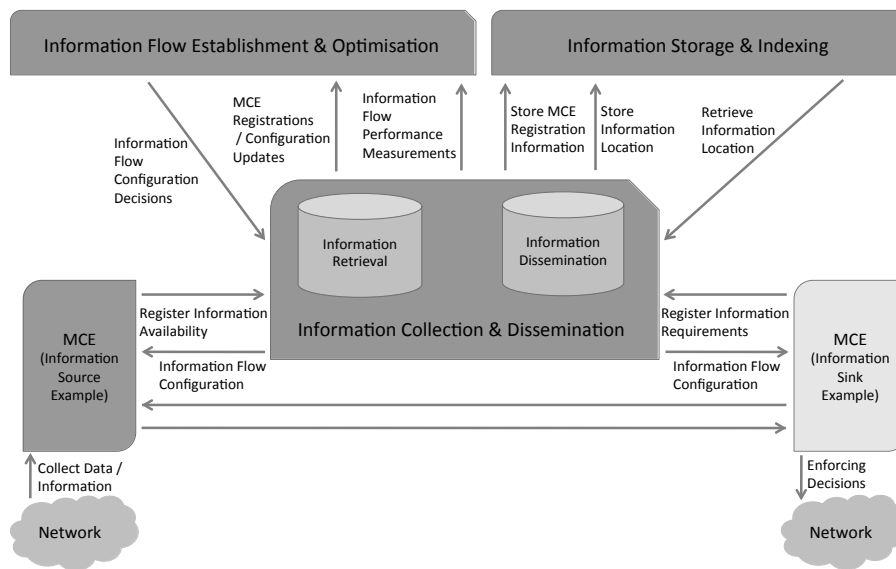 Information Flow Establishment & Optimisation
Information Storage & Indexing
Information
Flow
Configuration
Decisions
MCE
Registrations
/ Configuration
Updates
Information
Flow
Performance
Measurements
Store MCE
Registration
Information
Store
Information
Location
Retrieve
Information
Location
Information
Retrieval
Information
Dissemination
Information Collection & Dissemination
MCE
(Information
Source
Example)
Register Information
Availability
Information Flow
Configuration
Register Information
Requirements
Information Flow
Configuration
MCE
(Information
Sink
Example)
Collect Data /
Information
Network
Enforcing
Decisions
Network